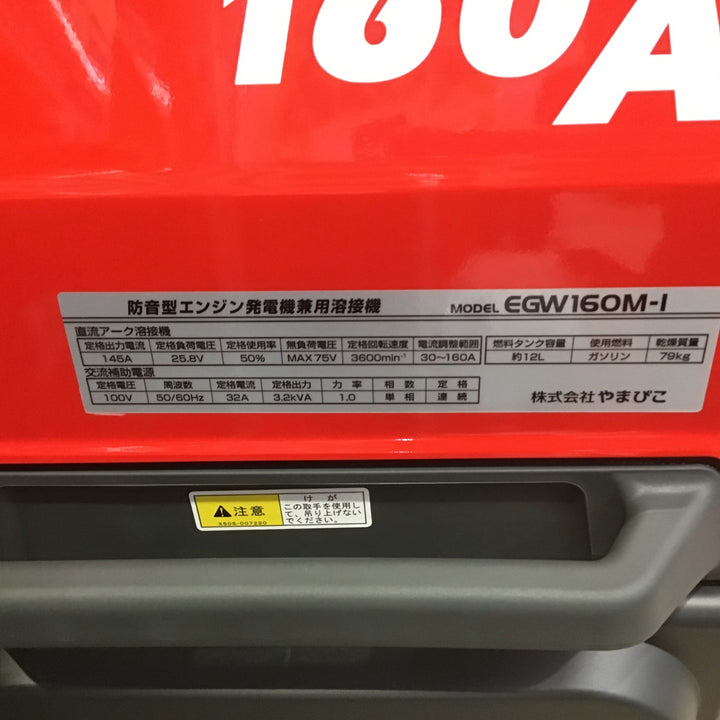 160A
防音型エンジン発電機兼用溶接機 MODEL EGW160M-I
直流アーク溶接機
定格出力電流 定格負荷電圧 定格使用率 無負荷電圧 定格回転速度 電流調整範囲 燃料タンク容量 使用燃料 乾燥質量
145A 25.8V 50% MAX75V 3600min⁻¹ 30～160A 約12L ガソリン 79kg
交流補助電源
定格電圧 周波数 定格電流 定格出力 力率 相数 定格
100V 50/60Hz 32A 3.2kVA 1.0 単相 連続
株式会社やまびこ
⚠注意
X505-007220
けが
この取手を使用し
て、吊り上げない
でください。